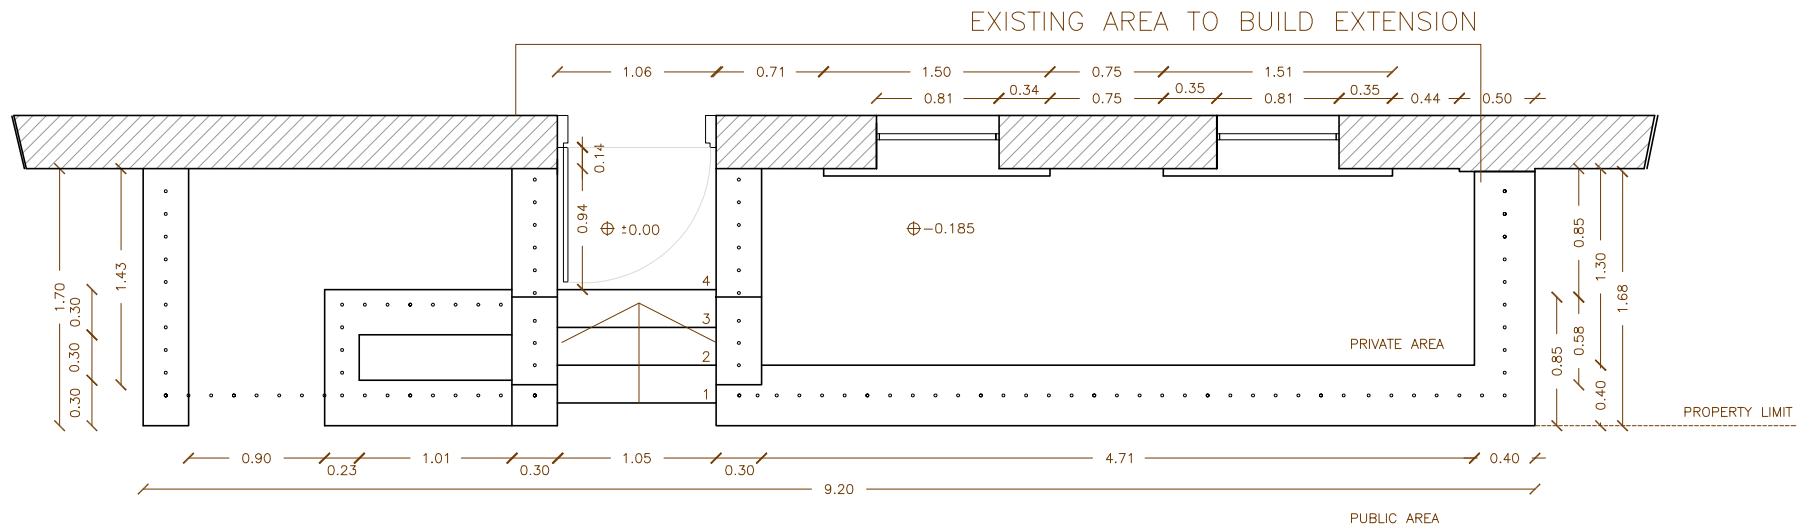 EXISTING AREA TO BUILD EXTENSION
1.06 0.71 1.50 0.75 1.51
0.81 0.34 0.75 0.35 0.81 0.35 0.44 0.50
0.14
0.94
±0.00
-0.185
1.70
0.30
0.30
0.30
1.43
4
3
2
1
PRIVATE AREA
0.85
1.30
1.68
0.58
0.85
0.40
PROPERTY LIMIT
0.90 0.23 1.01 0.30 1.05 0.30 4.71 0.40
9.20
PUBLIC AREA